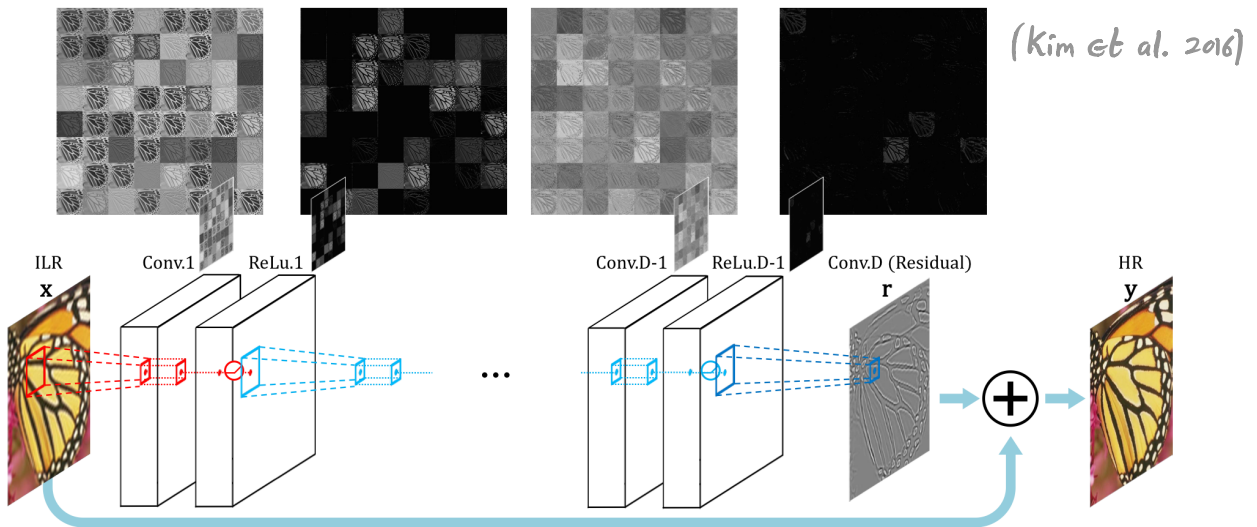 (Kim et al. 2016)
ILR
x
Conv.1
ReLu.1
...
Conv.D-1
ReLu.D-1
Conv.D (Residual)
r
HR
y